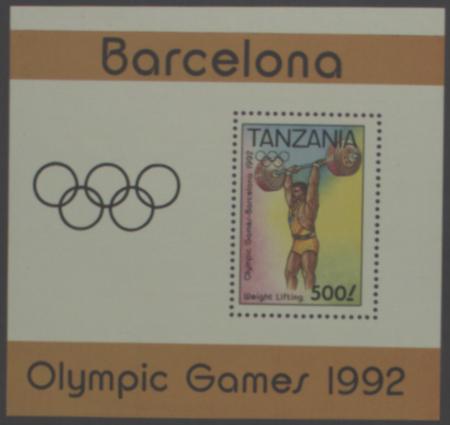 Barcelona
TANZANIA
Olympic Games-Barcelona 1992
Weight Lifting
500/
Olympic Games 1992